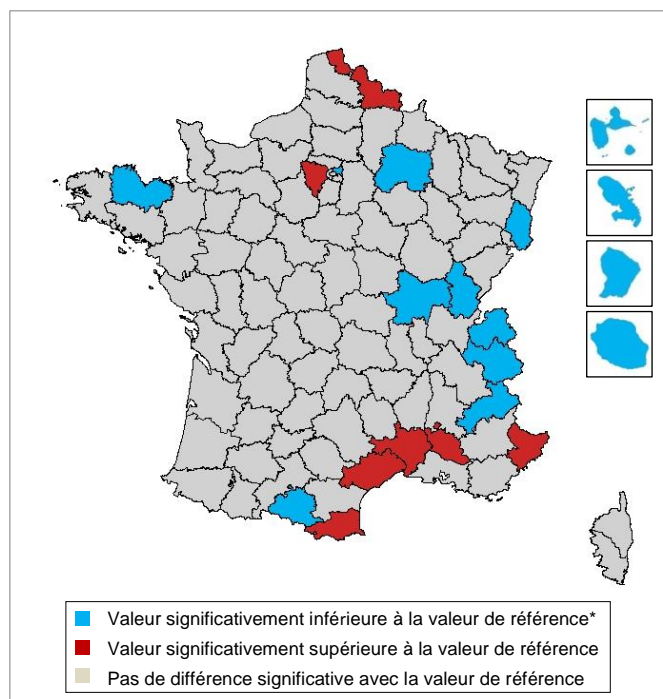 Valeur significativement inférieure à la valeur de référence*
Valeur significativement supérieure à la valeur de référence
Pas de différence significative avec la valeur de référence